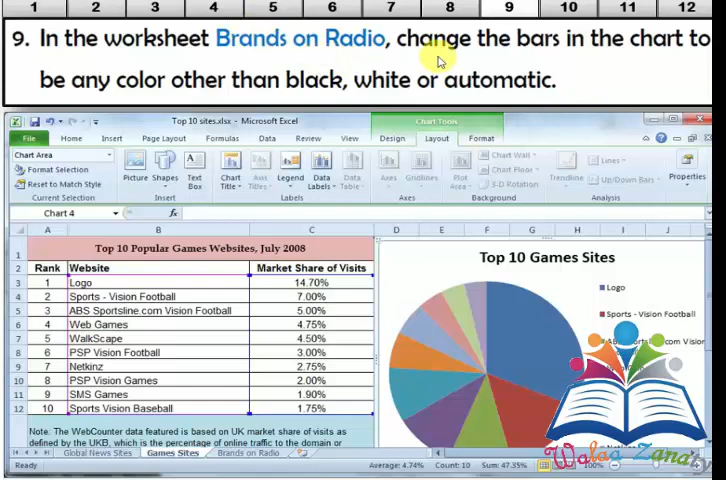 1 2 3 4 5 6 7 8 9 10 11 12
9. In the worksheet Brands on Radio, change the bars in the chart to
be any color other than black, white or automatic.
Top 10 sites.xlsx - Microsoft Excel
Chart Tools
File Home Insert Page Layout Formulas Data Review View Design Layout Format
Chart Area
Format Selection
Reset to Match Style
Current Selection
Picture Shapes Text Box
Insert
Chart Title Axis Titles Legend Data Labels Data Table
Labels
Axes Gridlines
Axes
Plot Area Chart Wall Chart Floor 3-D Rotation
Background
Trendline Lines Up/Down Bars
Analysis
Properties
Chart 4 fx
A B C D E F G H I J
1 Top 10 Popular Games Websites, July 2008
2 Rank Website Market Share of Visits
3 1 Logo 14.70%
4 2 Sports - Vision Football 7.00%
5 3 ABS Sportsline.com Vision Football 5.00%
6 4 Web Games 4.75%
7 5 WalkScape 4.50%
8 6 PSP Vision Football 3.00%
9 7 Netkinz 2.75%
10 8 PSP Vision Games 2.00%
11 9 SMS Games 1.90%
12 10 Sports Vision Baseball 1.75%
Note: The WebCounter data featured is based on UK market share of visits as
defined by the UKB, which is the percentage of online traffic to the domain or
Top 10 Games Sites
Logo
Sports - Vision Football
Global News Sites Games Sites Brands on Radio
Ready Average: 4.74% Count: 10 Sum: 47.35% 100%
Walaa Zanaty